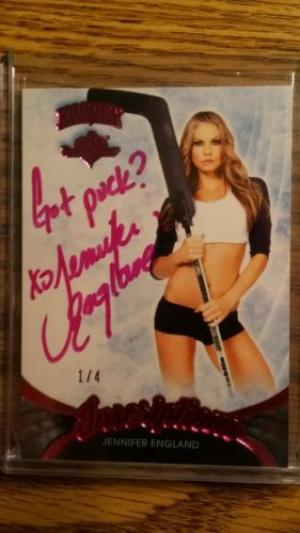 Got puck?
xo Jennifer
England
1/4
Inscriptions
JENNIFER ENGLAND